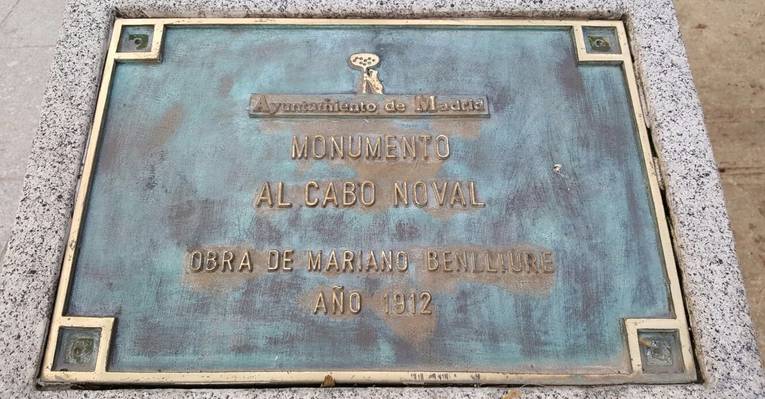 Ayuntamiento de Madrid
MONUMENTO
AL CABO NOVAL
OBRA DE MARIANO BENLLIURE
AÑO 1912